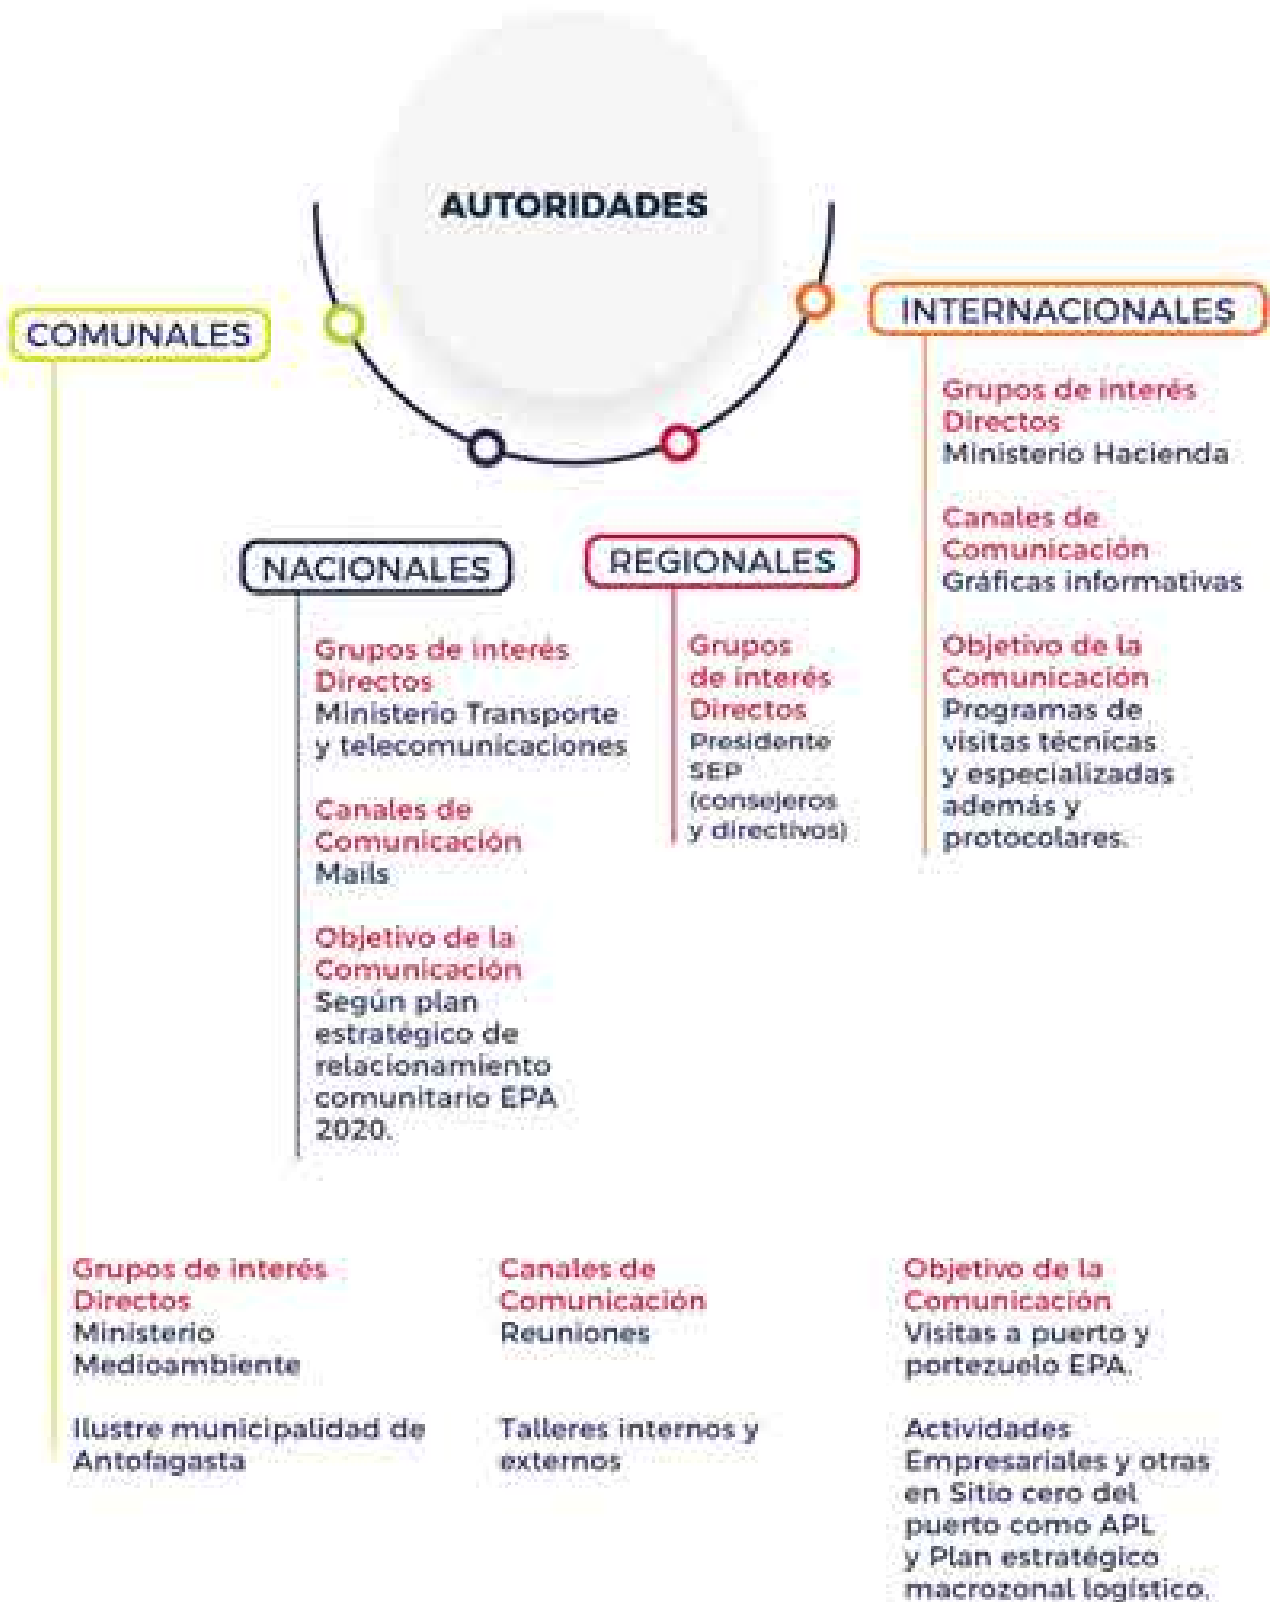 AUTORIDADES
COMUNALES
INTERNACIONALES
Grupos de interés
Directos
Ministerio Hacienda
Canales de
Comunicación
Gráficas informativas
Objetivo de la
Comunicación
Programas de
visitas técnicas
y especializadas
además y
protocolares.
NACIONALES
Grupos de interés
Directos
Ministerio Transporte
y telecomunicaciones
Canales de
Comunicación
Mails
Objetivo de la
Comunicación
Según plan
estratégico de
relacionamiento
comunitario EPA
2020.
REGIONALES
Grupos
de interés
Directos
Presidente
SEP
(consejeros
y directivos)
Grupos de interés
Directos
Ministerio
Medioambiente
Ilustre municipalidad de
Antofagasta
Canales de
Comunicación
Reuniones
Talleres internos y
externos
Objetivo de la
Comunicación
Visitas a puerto y
portezuelo EPA.
Actividades
Empresariales y otras
en Sitio cero del
puerto como APL
y Plan estratégico
macrozonal logístico.